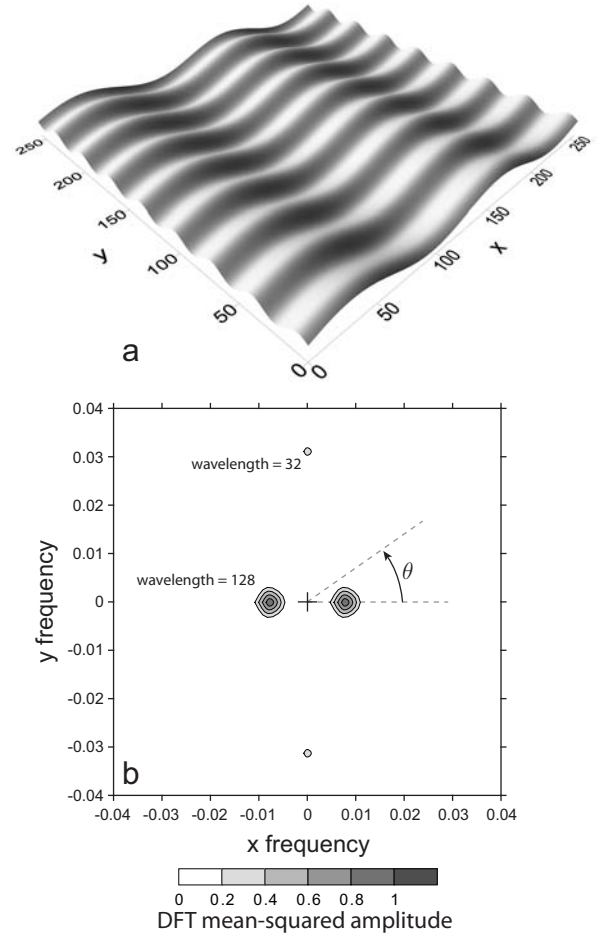 250
200
150
100
50
0
y
0
50
100
150
200
250
x
a
0.04
0.03
0.02
0.01
0
-0.01
-0.02
-0.03
-0.04
y frequency
wavelength = 32
wavelength = 128
θ
b
-0.04 -0.03 -0.02 -0.01 0 0.01 0.02 0.03 0.04
x frequency
0 0.2 0.4 0.6 0.8 1
DFT mean-squared amplitude